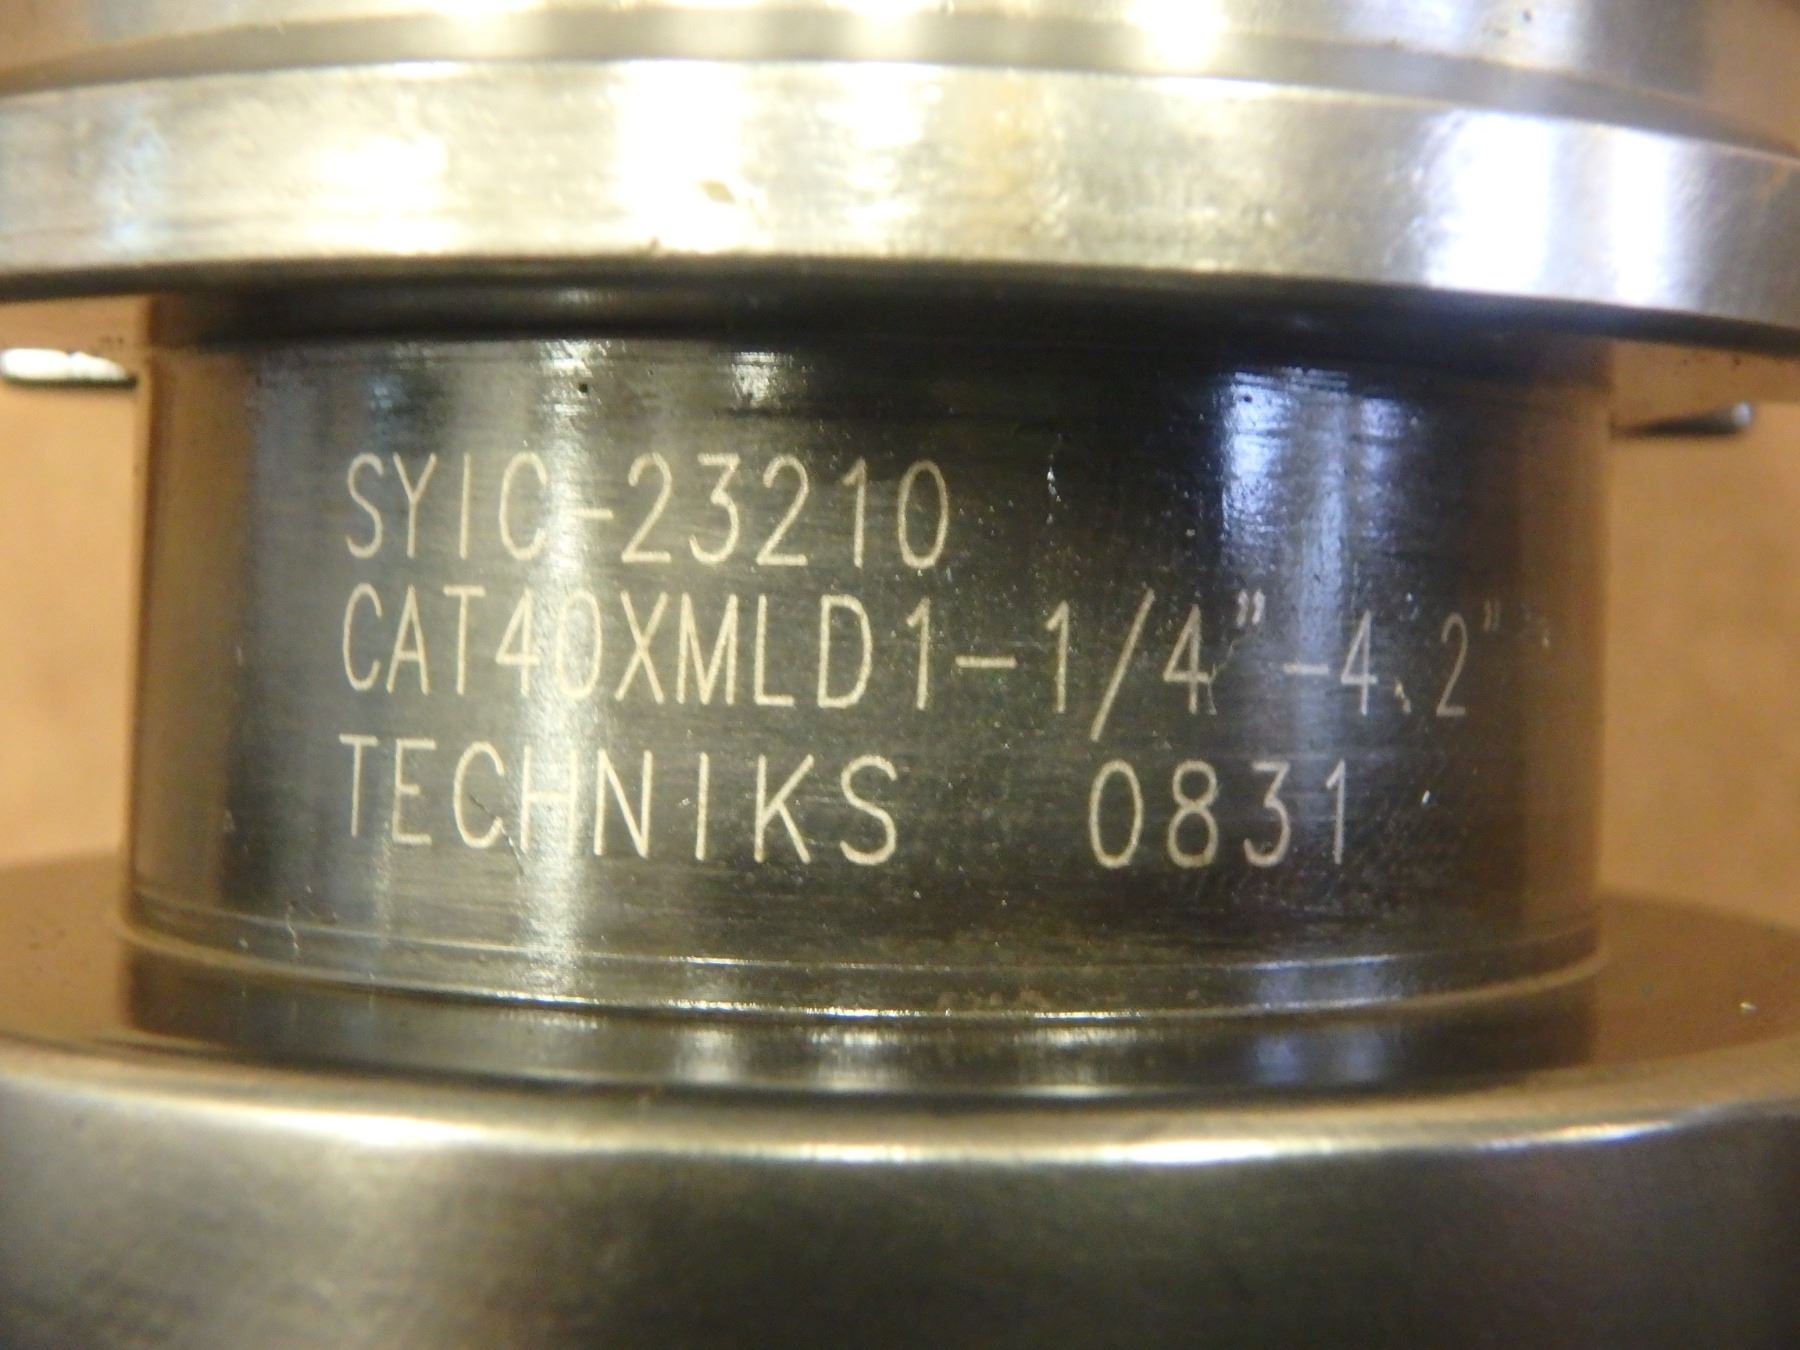 SYIC-23210
CAT40XMLD1-1/4"-4.2"
TECHNIKS 0831